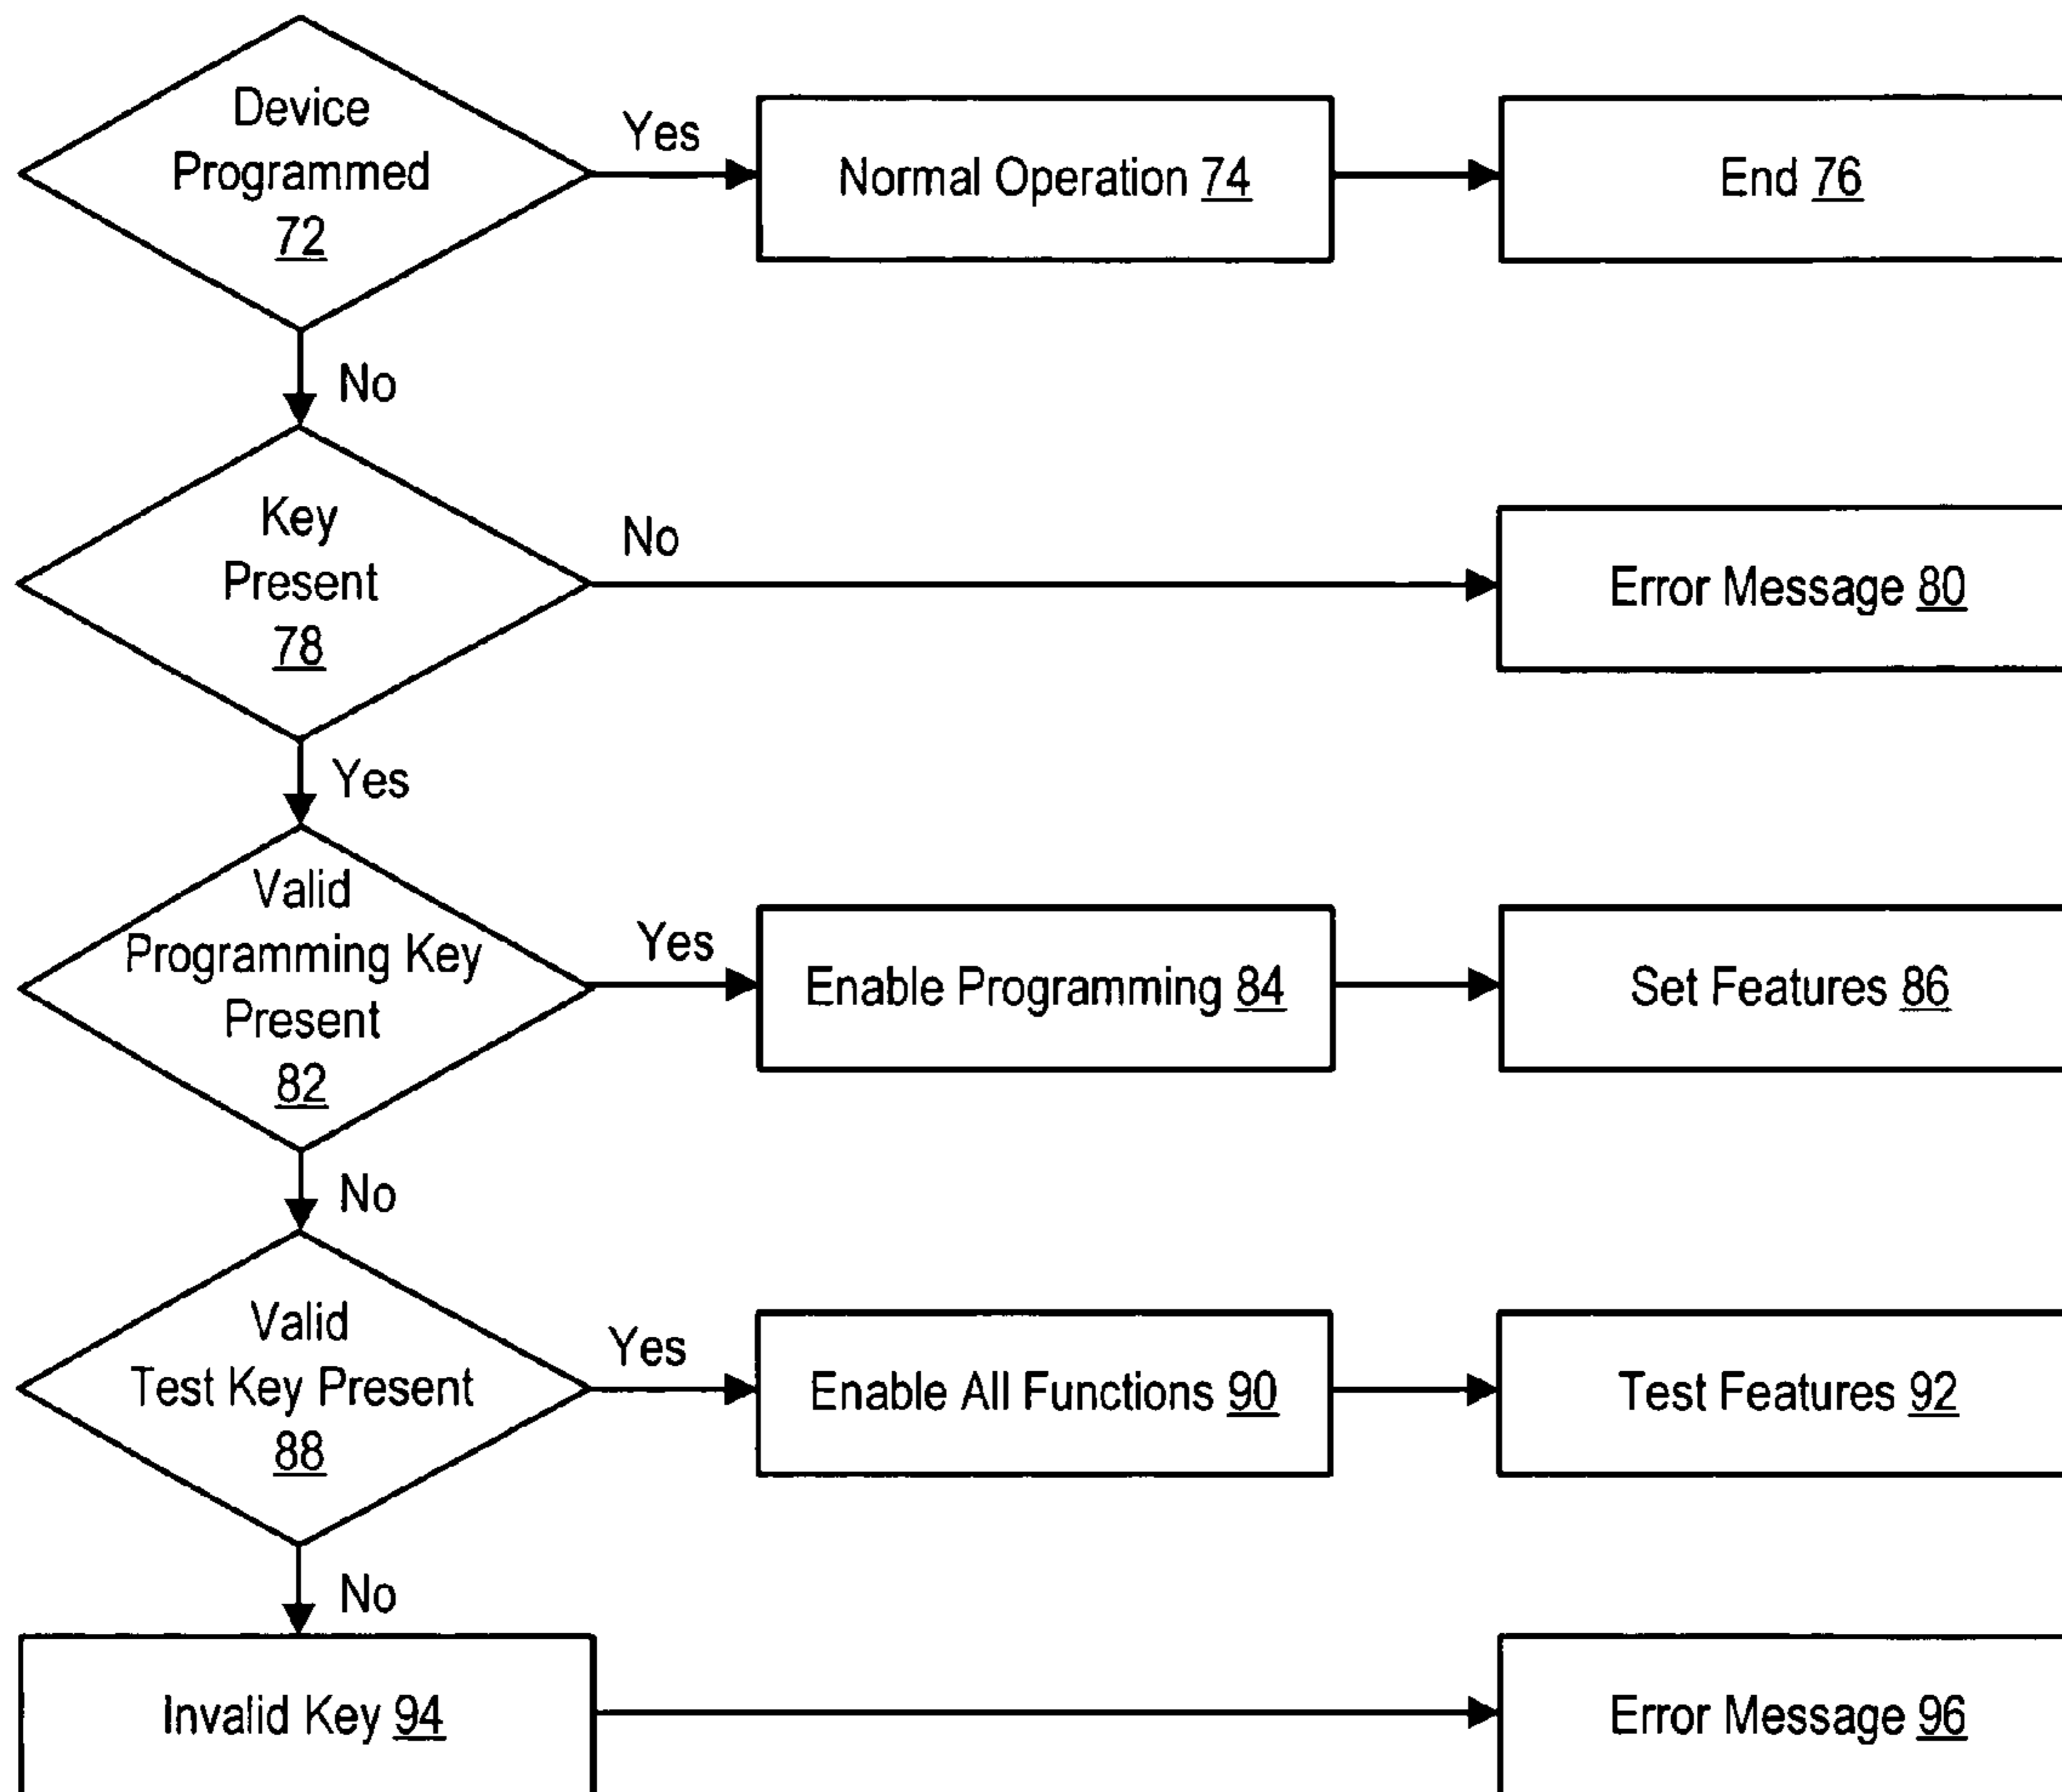 Device
Programmed
72
Yes
Normal Operation 74
End 76
No
Key
Present
78
No
Error Message 80
Yes
Valid
Programming Key
Present
82
Yes
Enable Programming 84
Set Features 86
No
Valid
Test Key Present
88
Yes
Enable All Functions 90
Test Features 92
No
Invalid Key 94
Error Message 96